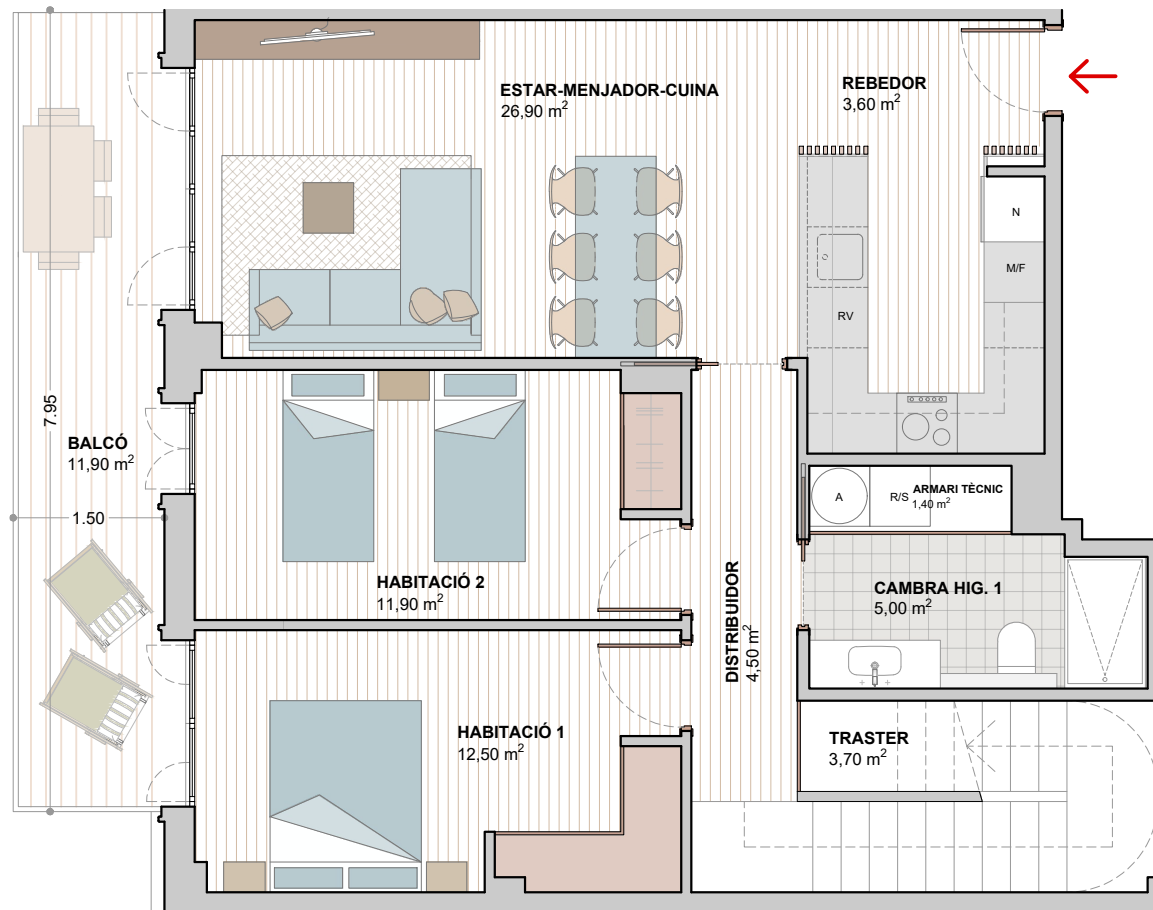 ESTAR-MENJADOR-CUINA
26,90 m²
REBEDOR
3,60 m²
N
M/F
RV
7.95
BALCÓ
11,90 m²
1.50
A
R/S
ARMARI TÈCNIC
1,40 m²
HABITACIÓ 2
11,90 m²
DISTRIBUIDOR
4,50 m²
CAMBRA HIG. 1
5,00 m²
HABITACIÓ 1
12,50 m²
TRASTER
3,70 m²